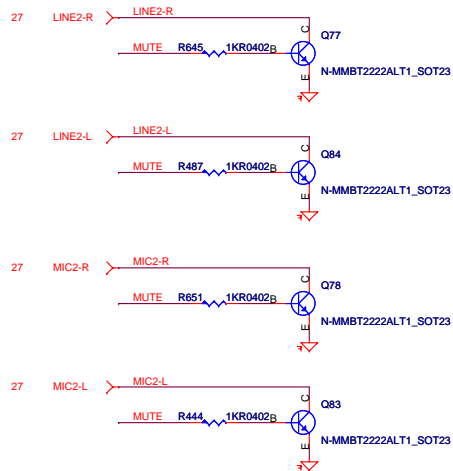 27 LINE2-R LINE2-R
C
Q77
MUTE R645 1KR0402 B
N-MMBT2222ALT1_SOT23
E
27 LINE2-L LINE2-L
C
Q84
MUTE R487 1KR0402 B
N-MMBT2222ALT1_SOT23
E
27 MIC2-R MIC2-R
C
Q78
MUTE R651 1KR0402 B
N-MMBT2222ALT1_SOT23
E
27 MIC2-L MIC2-L
C
Q83
MUTE R444 1KR0402 B
N-MMBT2222ALT1_SOT23
E